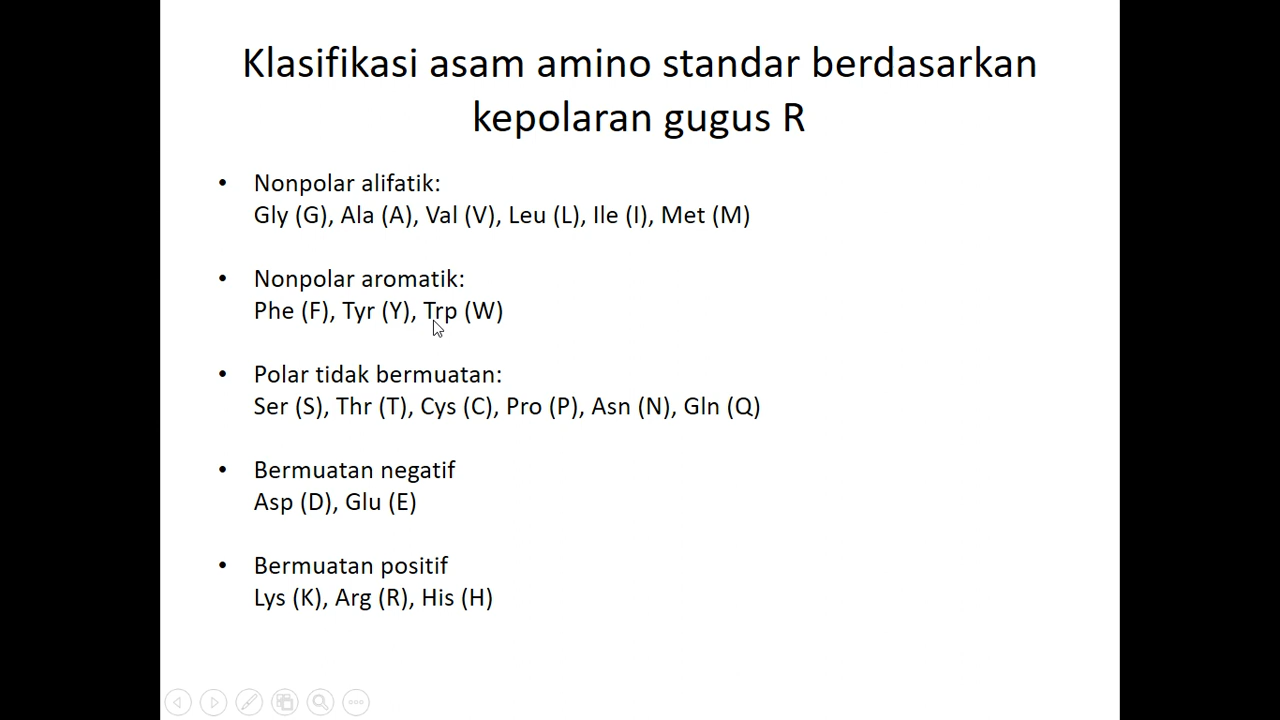 Klasifikasi asam amino standar berdasarkan
kepolaran gugus R
• Nonpolar alifatik:
Gly (G), Ala (A), Val (V), Leu (L), Ile (I), Met (M)
• Nonpolar aromatik:
Phe (F), Tyr (Y), Trp (W)
• Polar tidak bermuatan:
Ser (S), Thr (T), Cys (C), Pro (P), Asn (N), Gln (Q)
• Bermuatan negatif
Asp (D), Glu (E)
• Bermuatan positif
Lys (K), Arg (R), His (H)